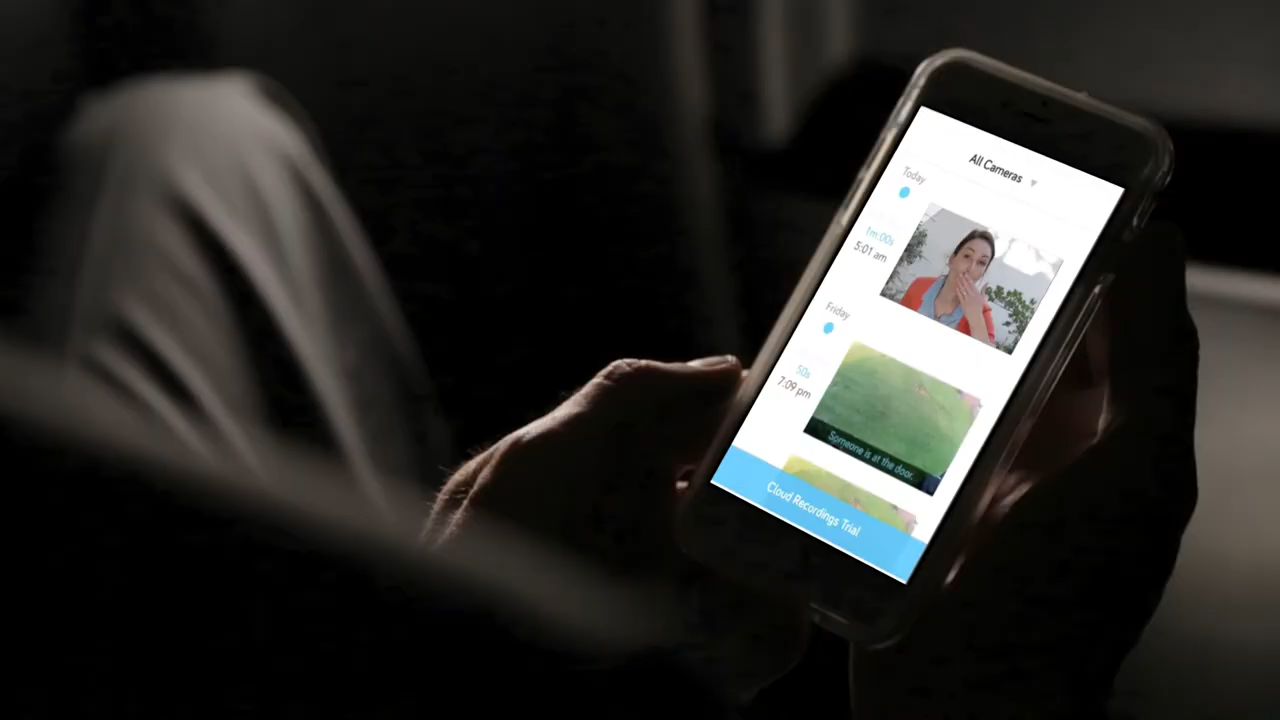 All Cameras
Today
1m:00s
5:01 am
Friday
50s
7:09 pm
Someone is at the door.
Cloud Recordings Trial